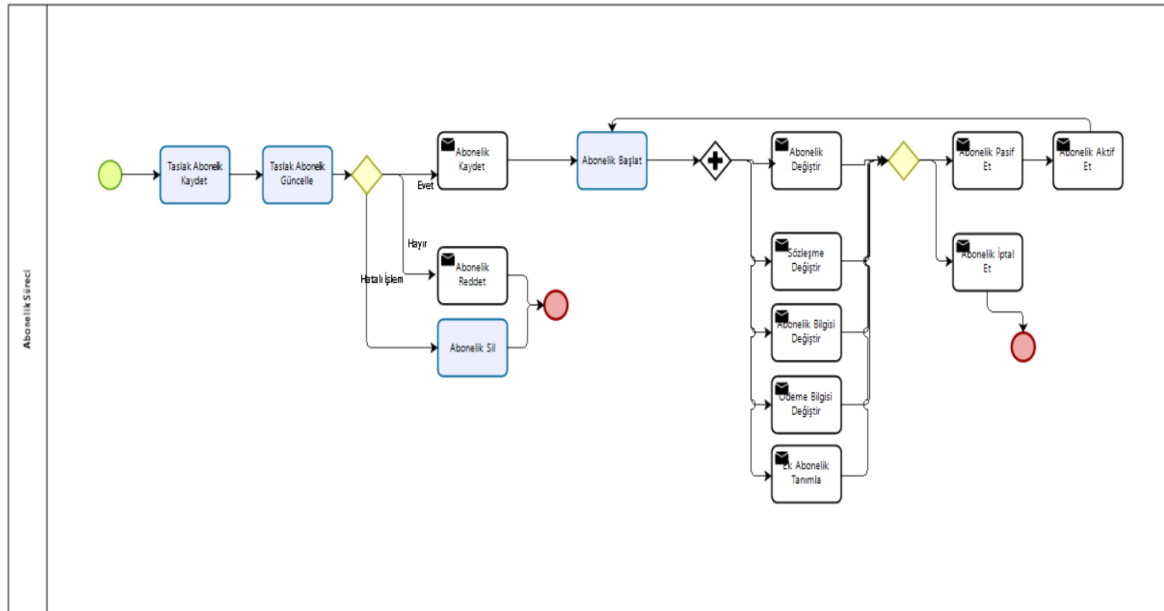 Abonelik Süreci
Taslak Abonelik
Kaydet
Taslak Abonelik
Güncelle
Evet
Hayır
Hatalı İşlem
Abonelik
Kaydet
Abonelik
Reddet
Abonelik Sil
Abonelik Başlat
Abonelik
Değiştir
Sözleşme
Değiştir
Abonelik Bilgisi
Değiştir
Ödeme Bilgisi
Değiştir
Ek Abonelik
Tanımla
Abonelik Pasif
Et
Abonelik Aktif
Et
Abonelik İptal
Et